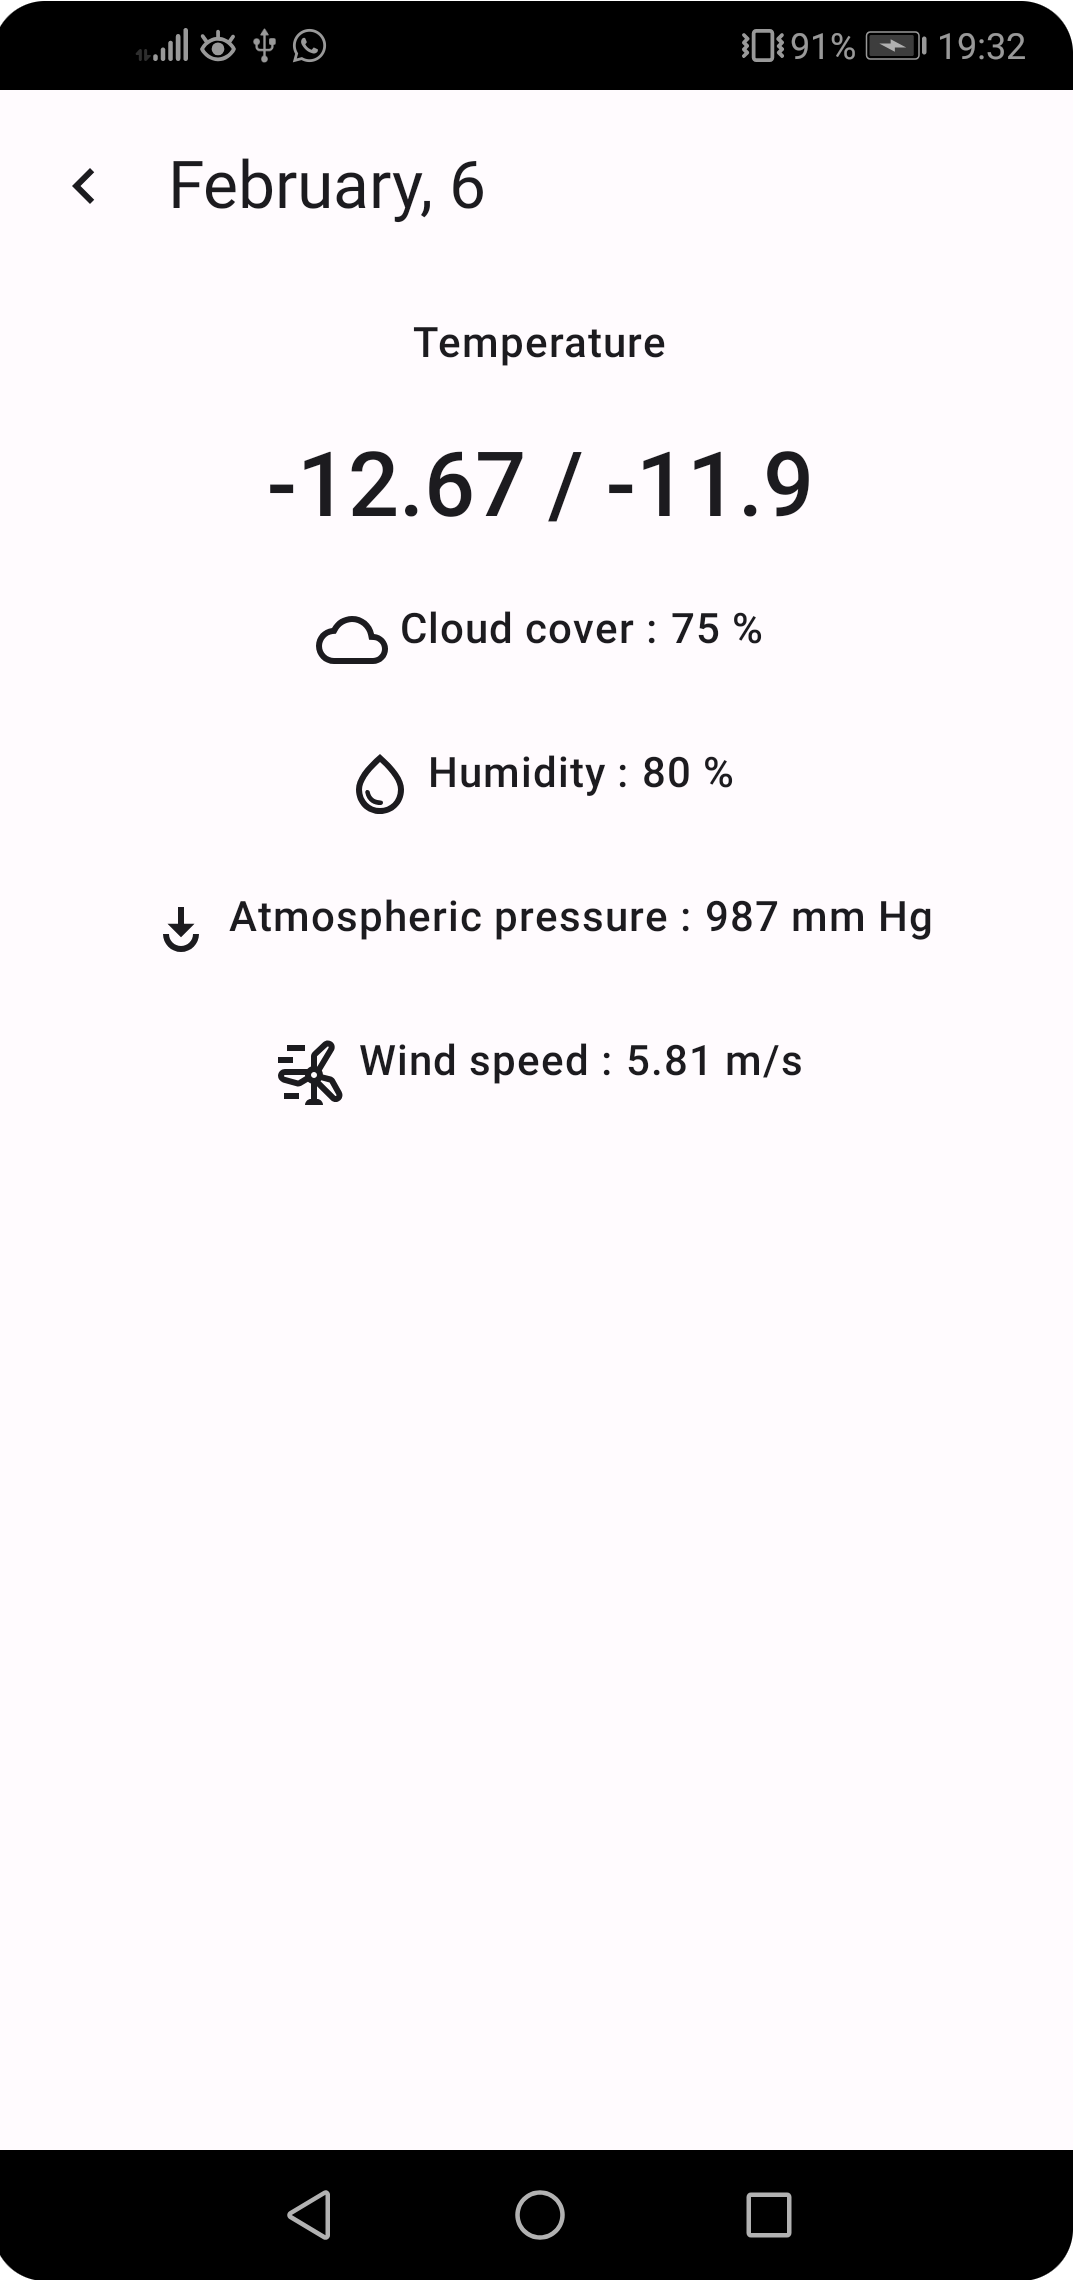 91% 19:32
February, 6
Temperature
-12.67 / -11.9
Cloud cover : 75 %
Humidity : 80 %
Atmospheric pressure : 987 mm Hg
Wind speed : 5.81 m/s